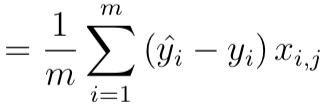 = \frac{1}{m} \sum_{i=1}^{m} (\hat{y}_i - y_i) x_{i,j}